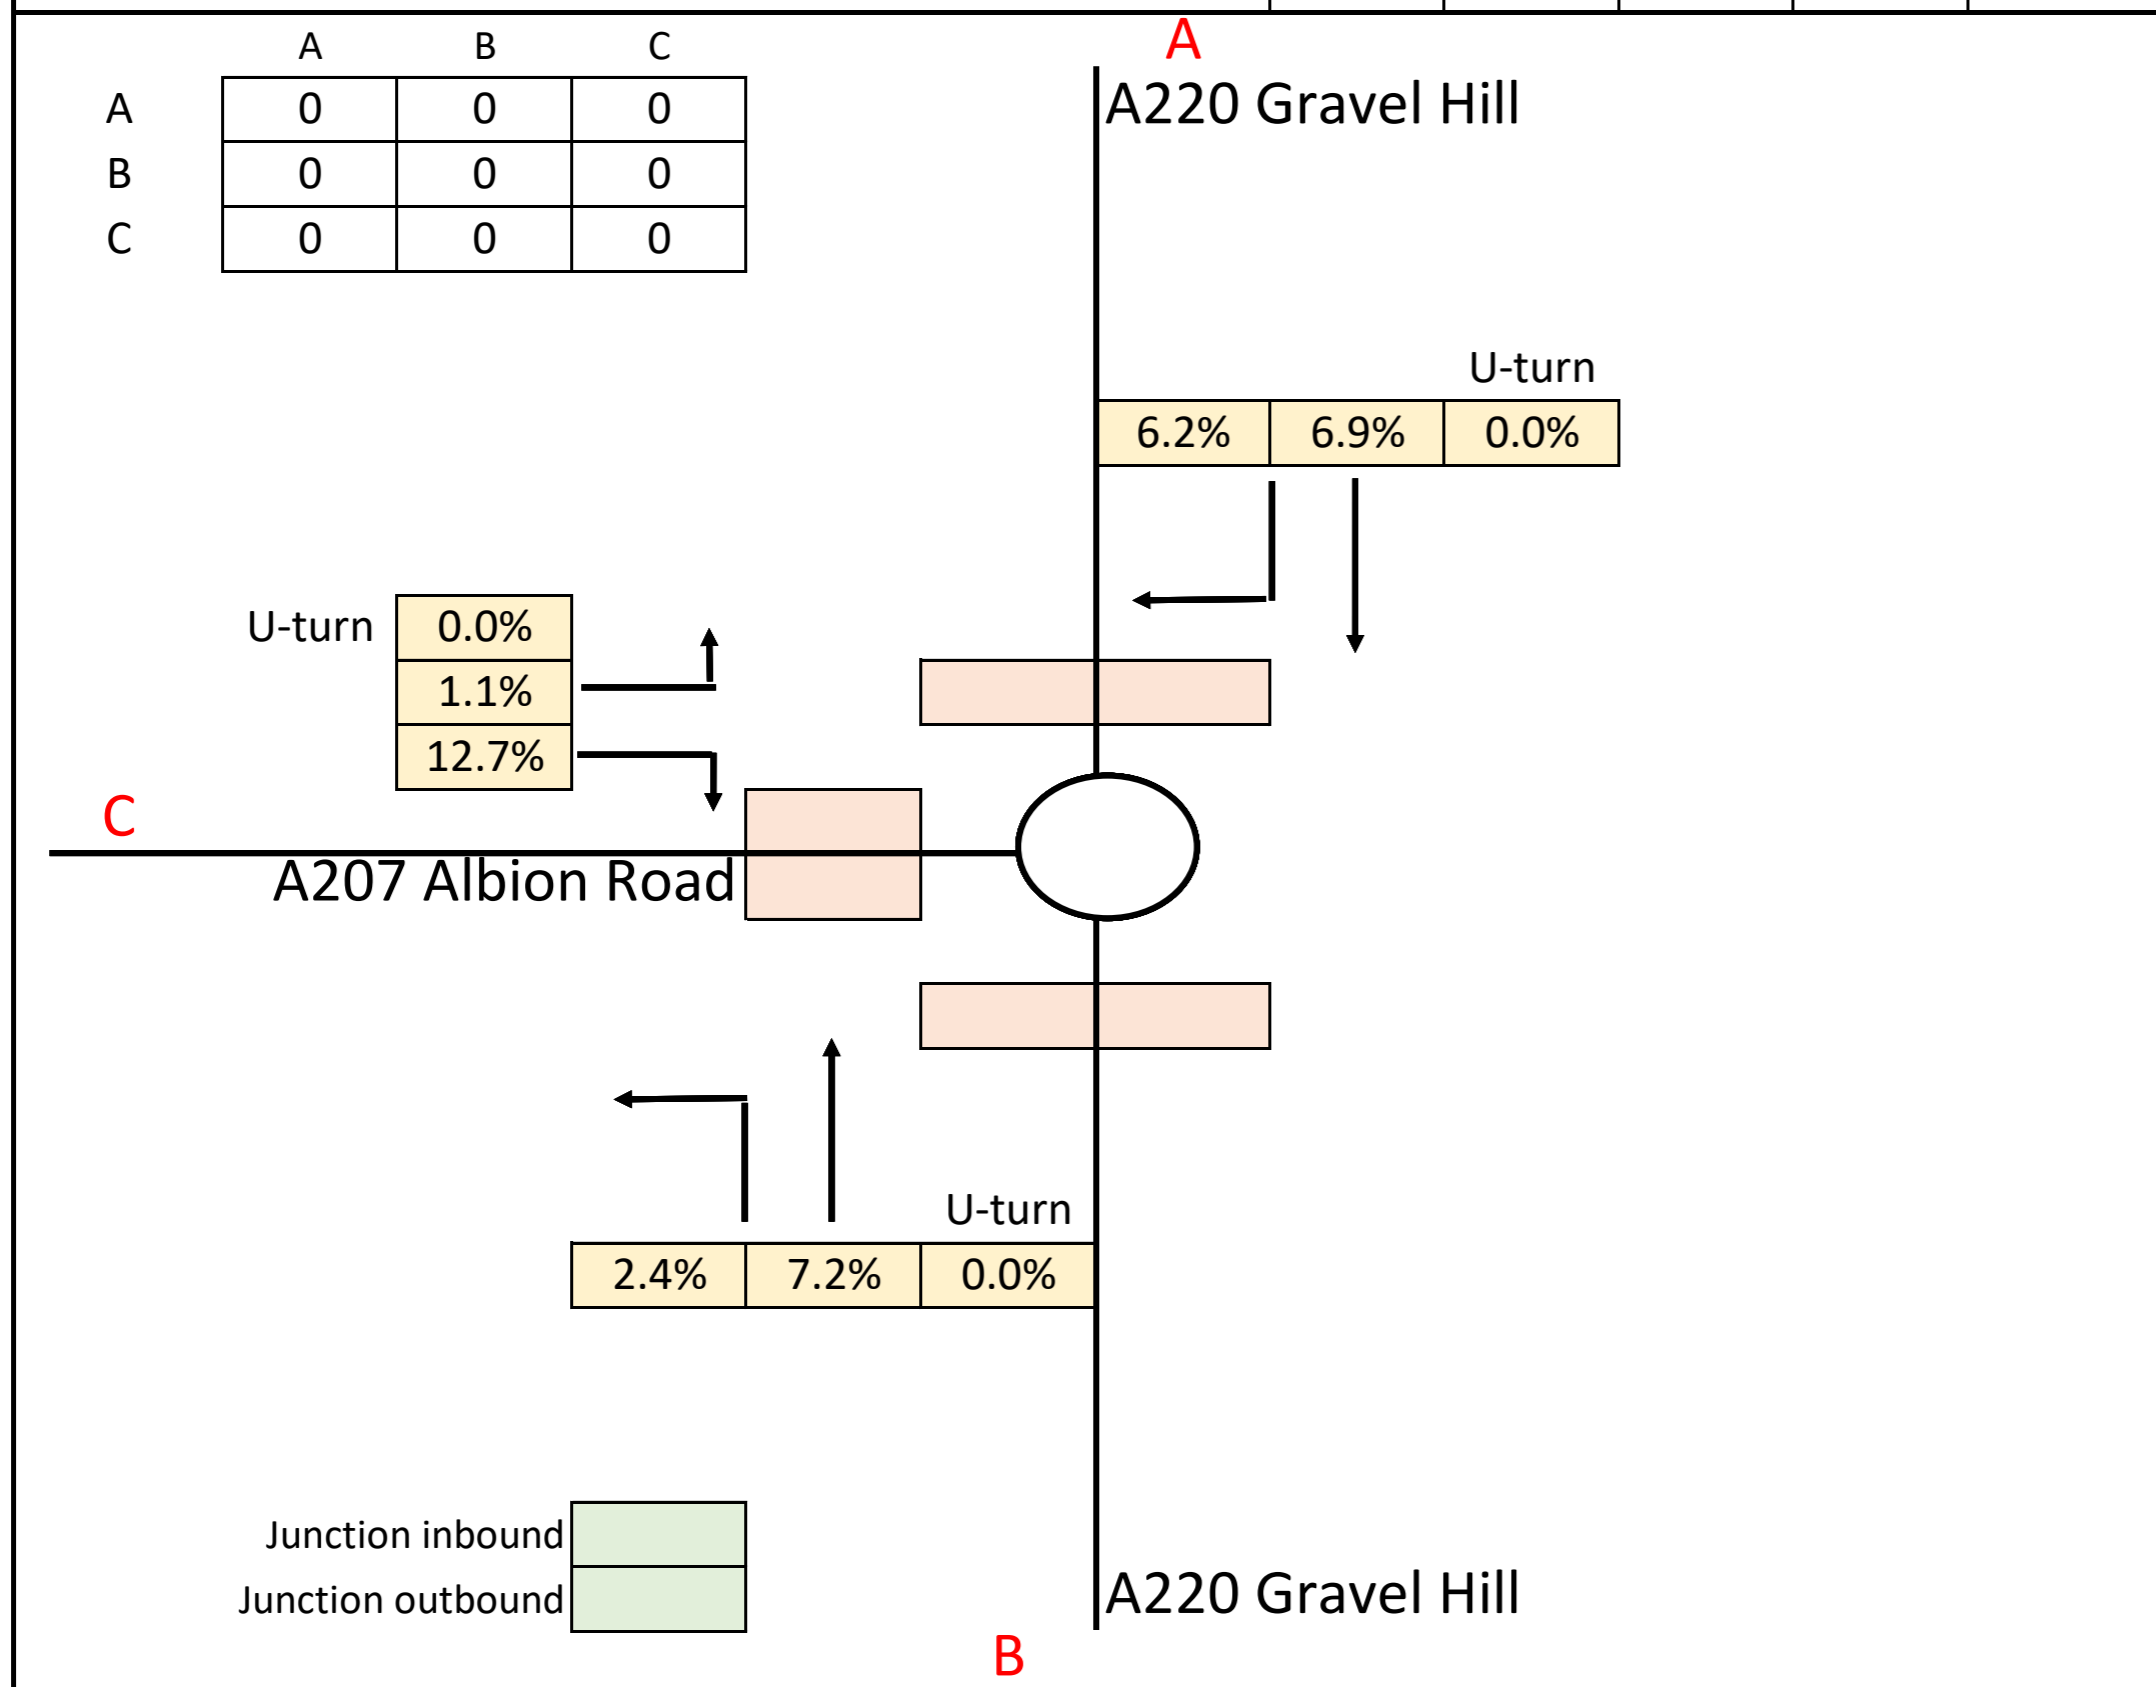 A B C
A 0 0 0
B 0 0 0
C 0 0 0
A
A220 Gravel Hill
U-turn
6.2% 6.9% 0.0%
U-turn 0.0%
1.1%
12.7%
C
A207 Albion Road
U-turn
2.4% 7.2% 0.0%
Junction inbound
Junction outbound
A220 Gravel Hill
B